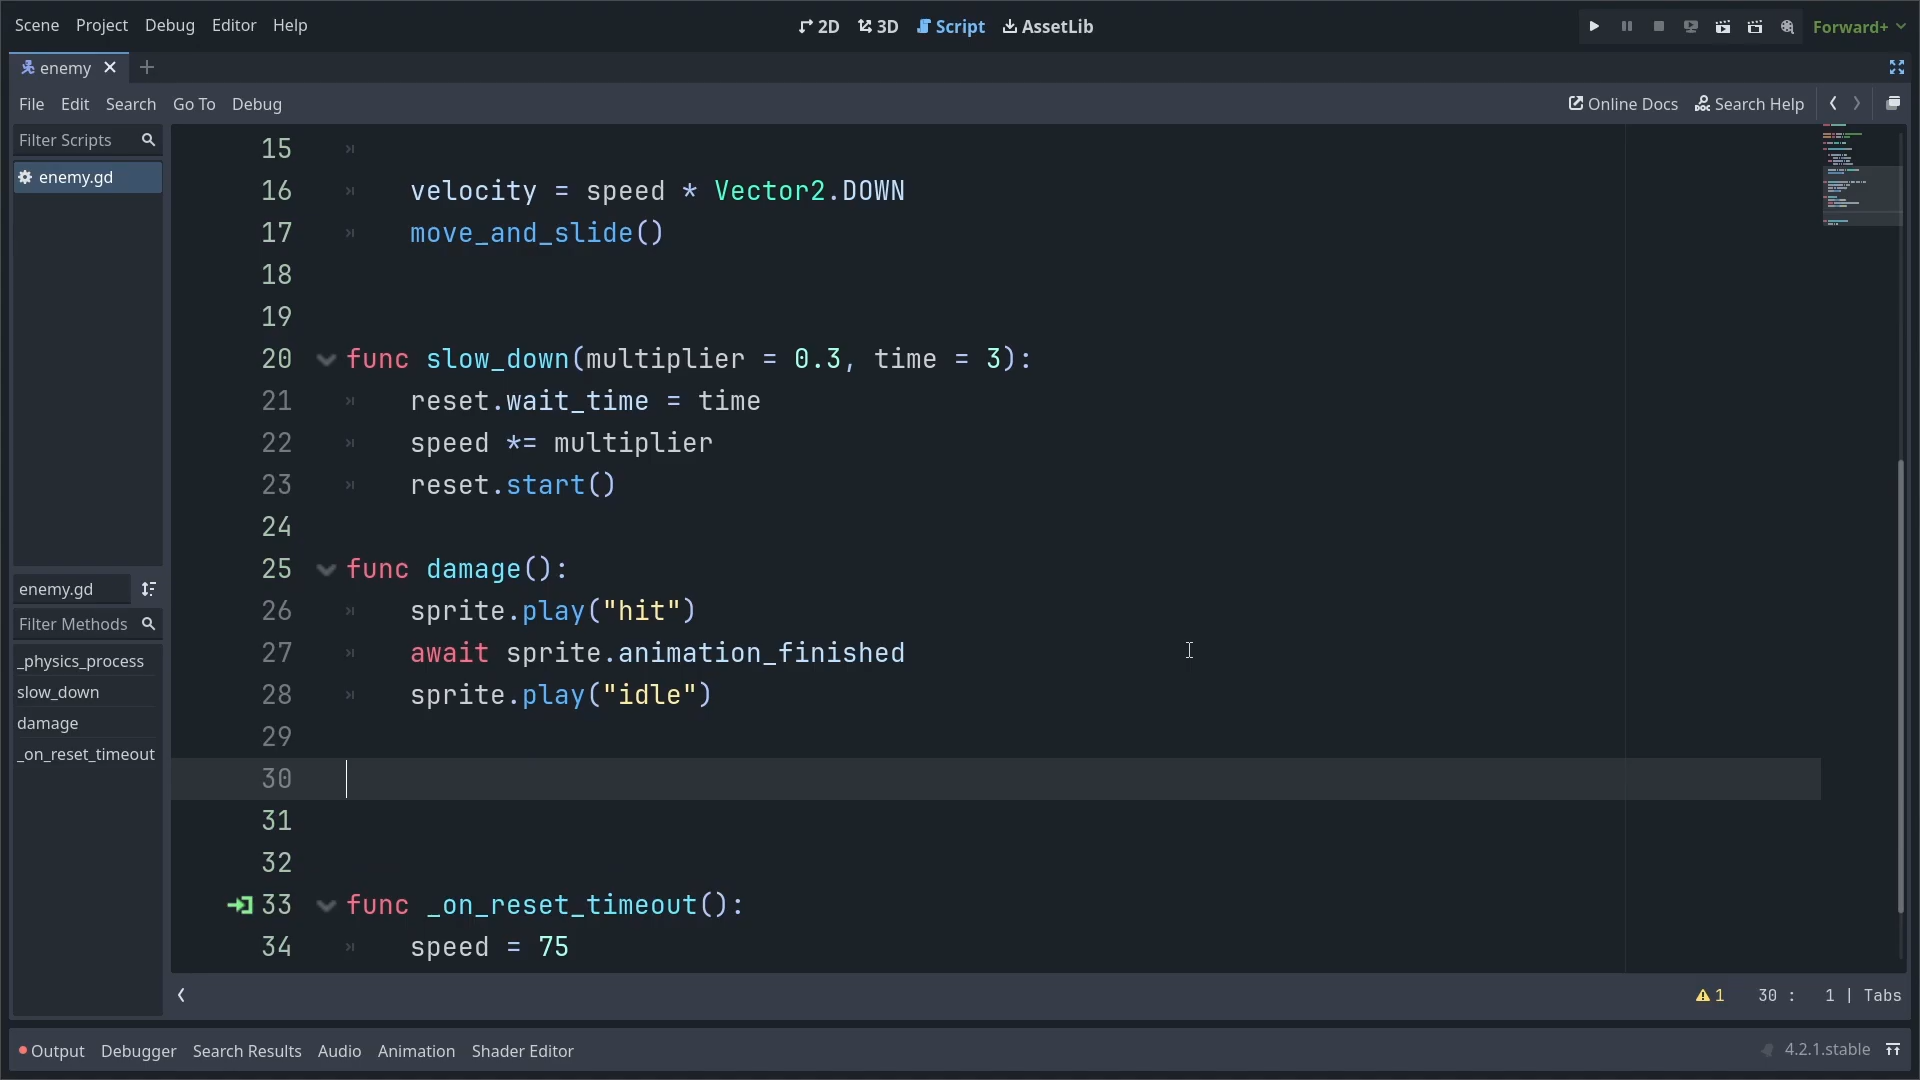 Scene Project Debug Editor Help
2D 3D Script AssetLib
Forward+
enemy
File Edit Search Go To Debug
Online Docs Search Help
Filter Scripts
enemy.gd
enemy.gd
Filter Methods
_physics_process
slow_down
damage
_on_reset_timeout
15
16 velocity = speed * Vector2.DOWN
17 move_and_slide()
18
19
20 func slow_down(multiplier = 0.3, time = 3):
21 reset.wait_time = time
22 speed *= multiplier
23 reset.start()
24
25 func damage():
26 sprite.play("hit")
27 await sprite.animation_finished
28 sprite.play("idle")
29
30
31
32
33 func _on_reset_timeout():
34 speed = 75
1 30 : 1 | Tabs
Output Debugger Search Results Audio Animation Shader Editor
4.2.1.stable